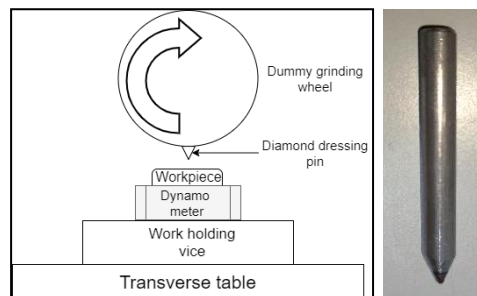 Dummy grinding
wheel
Diamond dressing
pin
Workpiece
Dynamo
meter
Work holding
vice
Transverse table